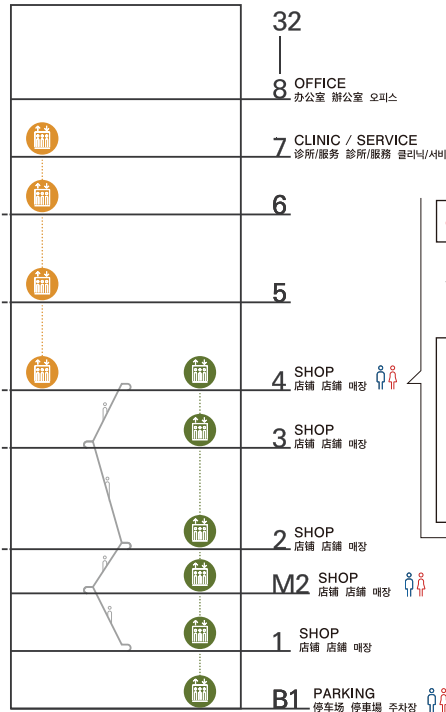 32
8 OFFICE
办公室 辦公室 오피스
7 CLINIC / SERVICE
诊所/服务 診所/服務 클리닉/서비
6
5
4 SHOP
店铺 店鋪 매장
3 SHOP
店铺 店鋪 매장
2 SHOP
店铺 店鋪 매장
M2 SHOP
店铺 店鋪 매장
1 SHOP
店铺 店鋪 매장
B1 PARKING
停车场 停車場 주차장